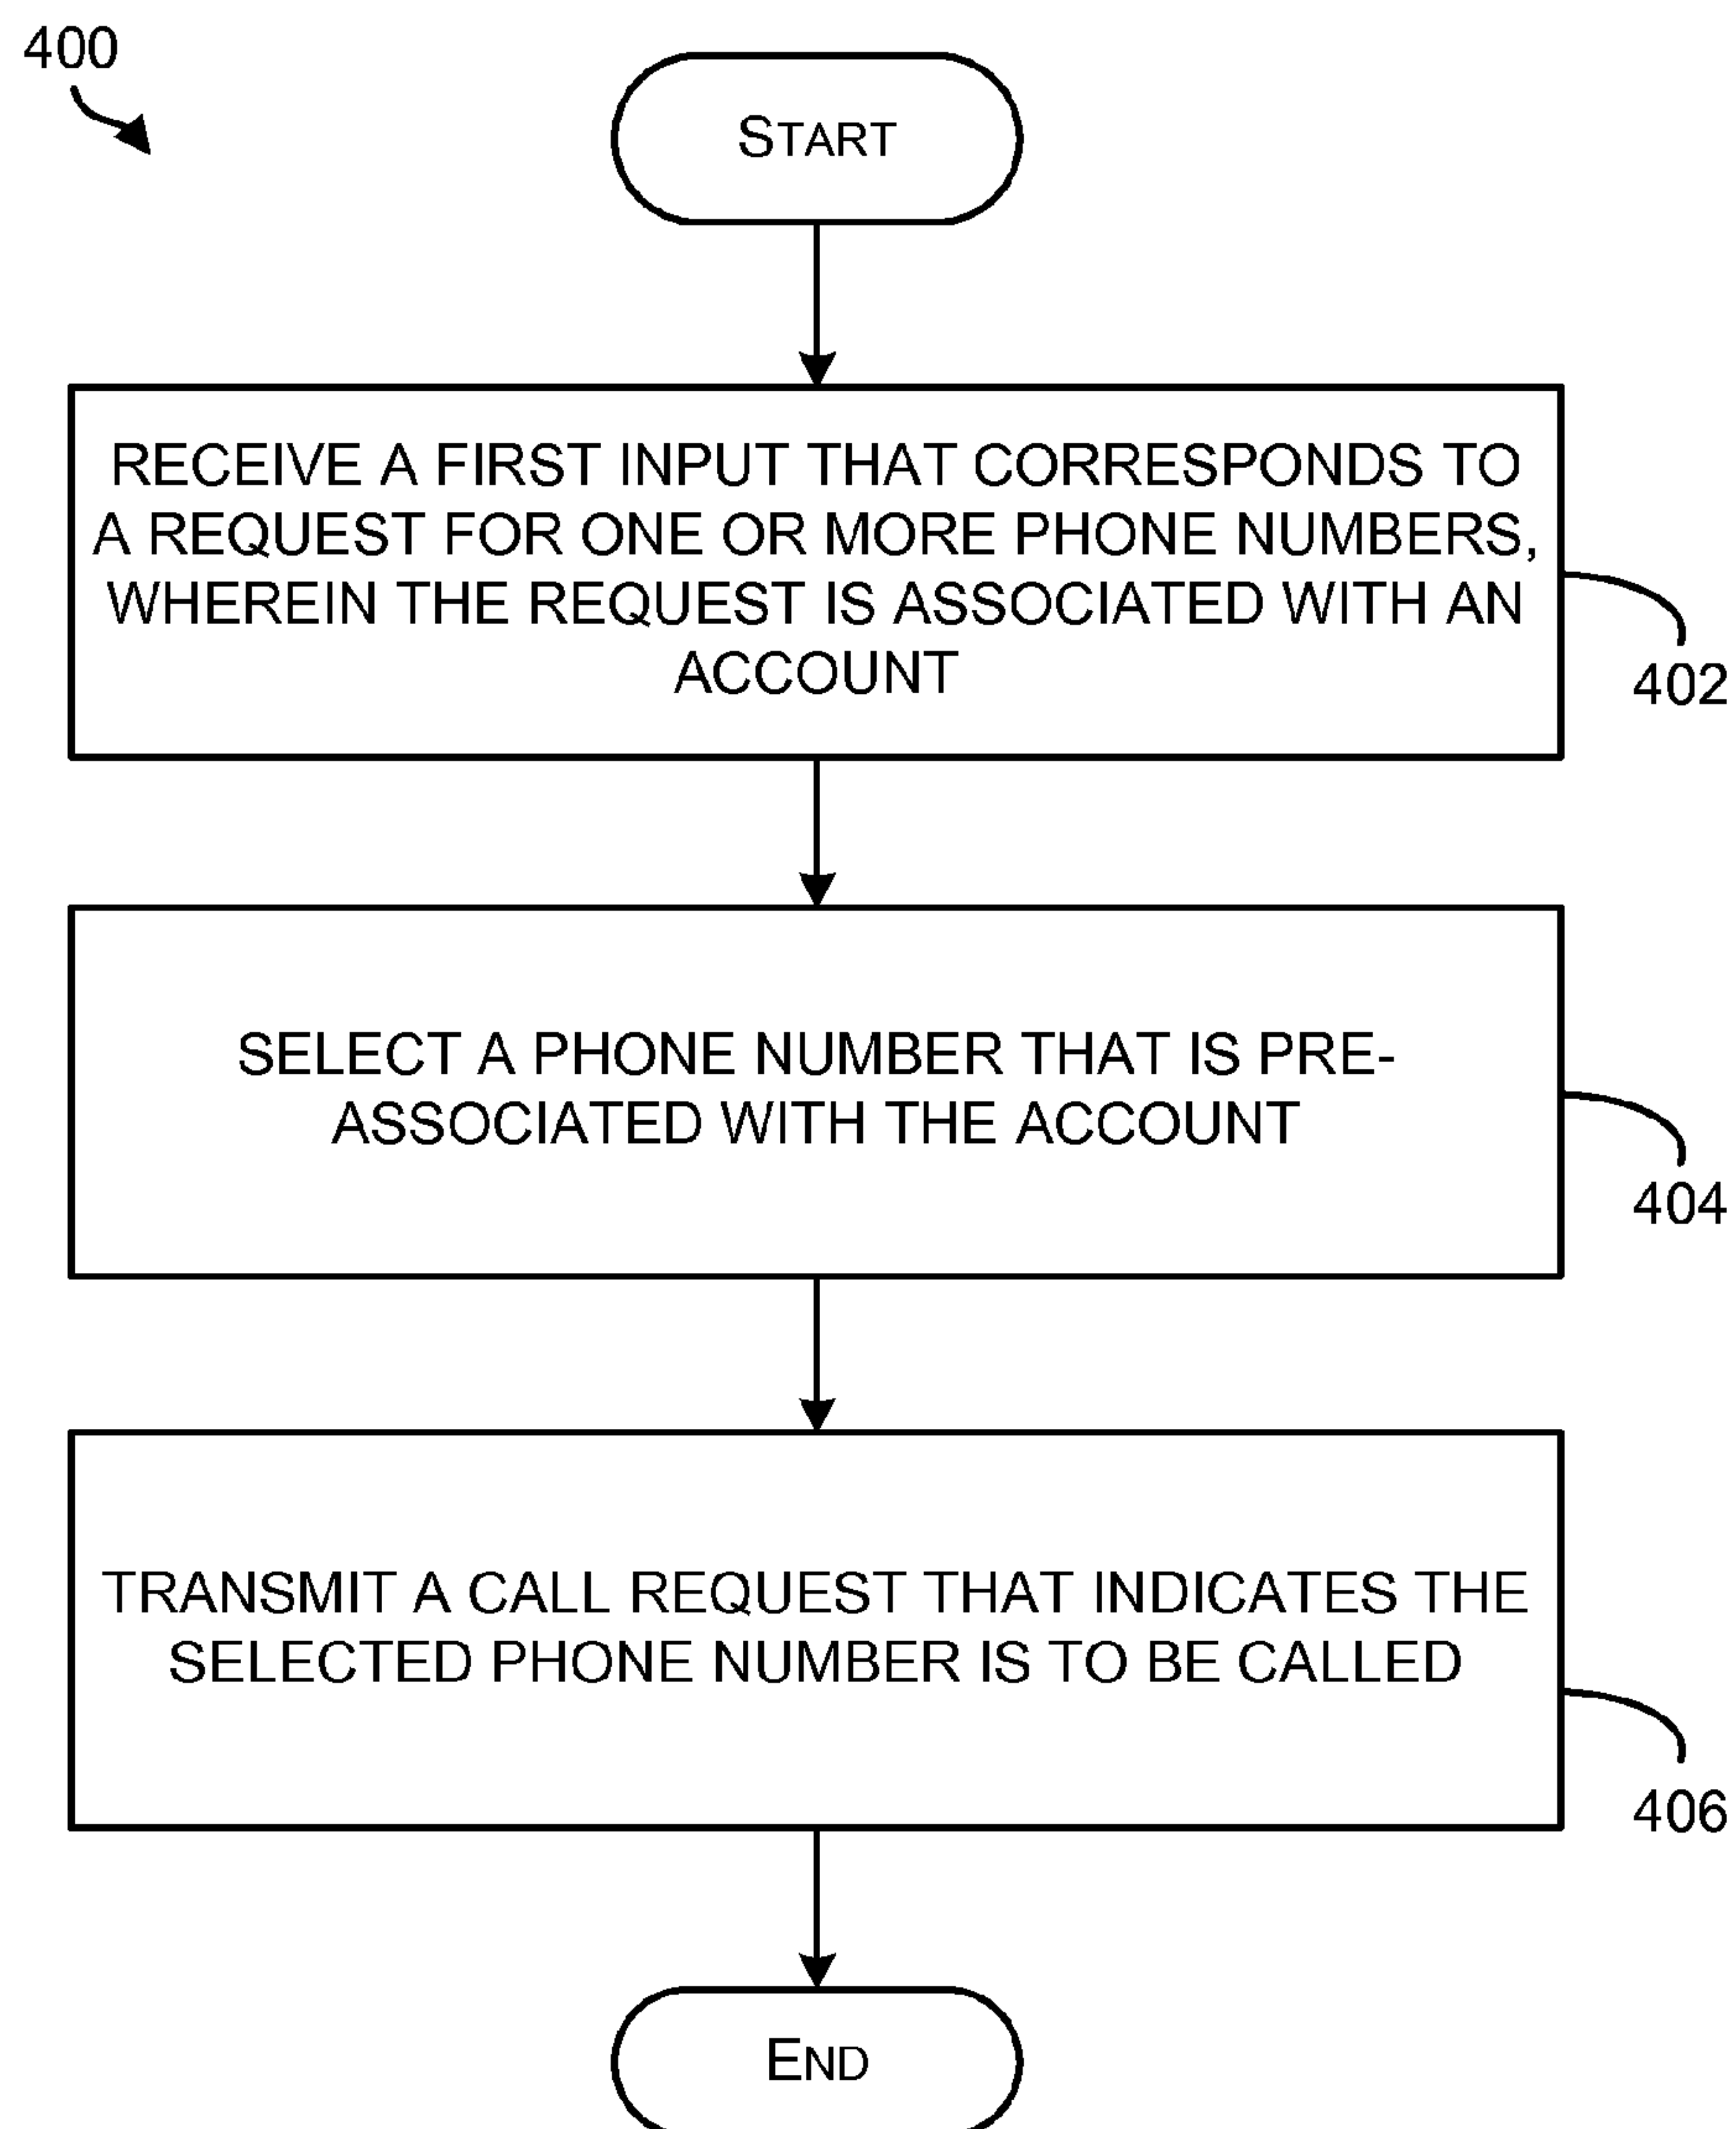 400
START
RECEIVE A FIRST INPUT THAT CORRESPONDS TO
A REQUEST FOR ONE OR MORE PHONE NUMBERS,
WHEREIN THE REQUEST IS ASSOCIATED WITH AN
ACCOUNT
402
SELECT A PHONE NUMBER THAT IS PRE-
ASSOCIATED WITH THE ACCOUNT
404
TRANSMIT A CALL REQUEST THAT INDICATES THE
SELECTED PHONE NUMBER IS TO BE CALLED
406
END